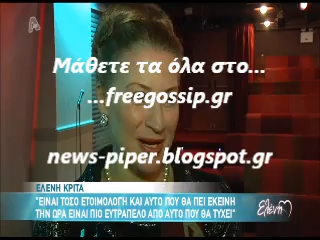 Μάθετε τα όλα στο...
...freegossip.gr
news-piper.blogspot.gr
ΕΛΕΝΗ ΚΡΙΤΑ
"ΕΙΝΑΙ ΤΟΣΟ ΕΤΟΙΜΟΛΟΓΗ ΚΑΙ ΑΥΤΟ ΠΟΥ ΘΑ ΠΕΙ ΕΚΕΙΝΗ
ΤΗΝ ΩΡΑ ΕΙΝΑΙ ΠΙΟ ΕΥΤΡΑΠΕΛΟ ΑΠΟ ΑΥΤΟ ΠΟΥ ΘΑ ΤΥΧΕΙ"
Ελένη